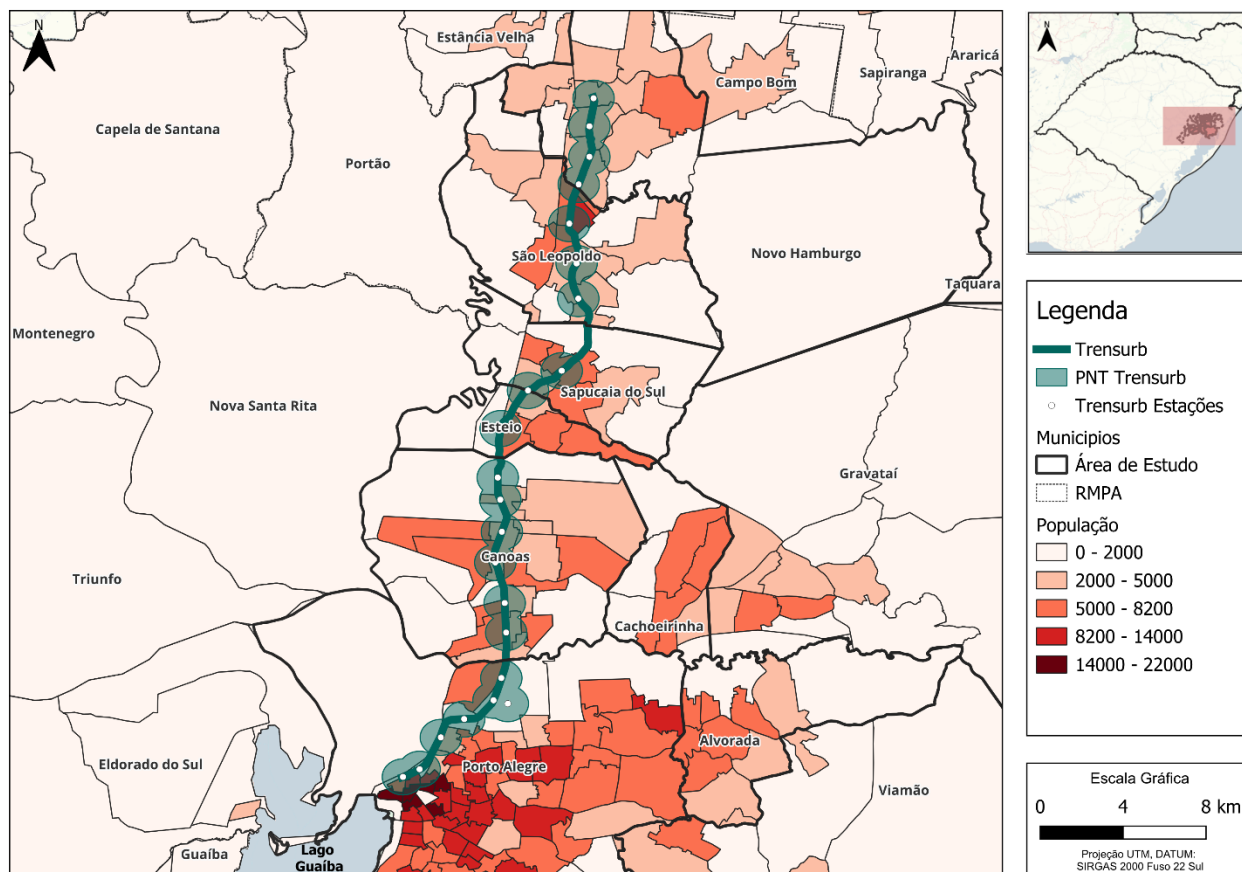 N
Estância Velha
Araricá
Sapiranga
Campo Bom
Capela de Santana
Portão
Novo Hamburgo
São Leopoldo
Taquara
Montenegro
Sapucaia do Sul
Nova Santa Rita
Esteio
Gravataí
Canoas
Triunfo
Cachoeirinha
Alvorada
Eldorado do Sul
Porto Alegre
Viamão
Guaíba
Lago
Guaíba
N
Legenda
Trensurb
PNT Trensurb
Trensurb Estações
Municipios
Área de Estudo
RMPA
População
0 - 2000
2000 - 5000
5000 - 8200
8200 - 14000
14000 - 22000
Escala Gráfica
0 4 8 km
Projeção UTM, DATUM:
SIRGAS 2000 Fuso 22 Sul